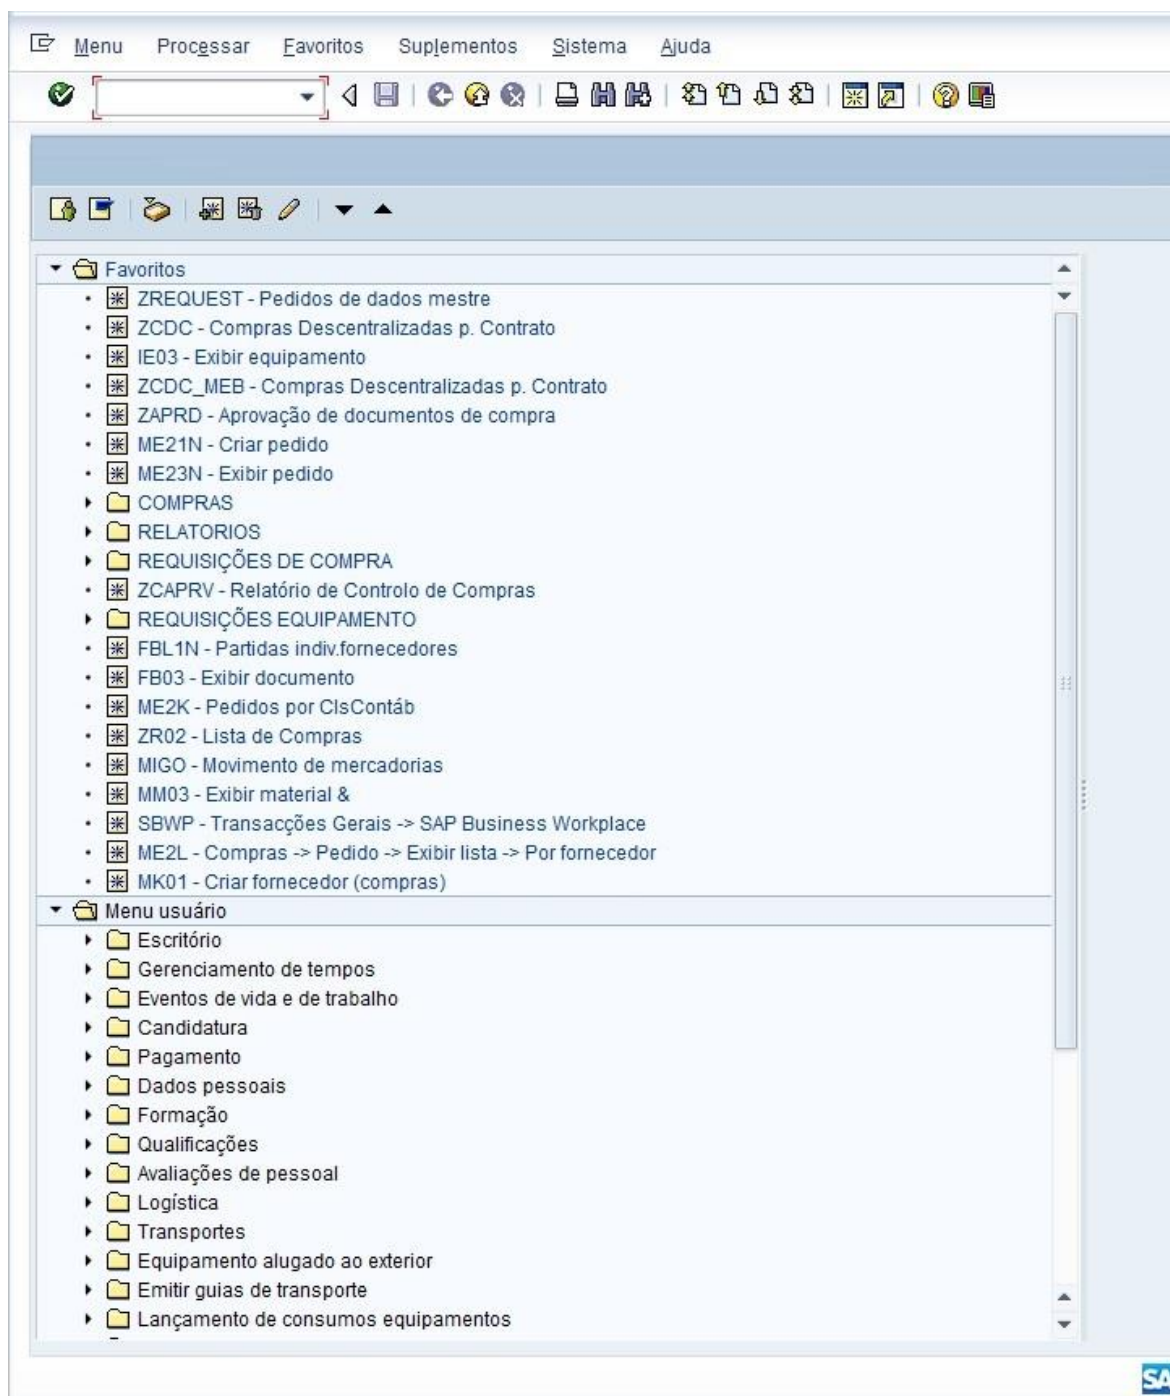 Menu Processar Favoritos Suplementos Sistema Ajuda
Favoritos
ZREQUEST - Pedidos de dados mestre
ZCDC - Compras Descentralizadas p. Contrato
IE03 - Exibir equipamento
ZCDC_MEB - Compras Descentralizadas p. Contrato
ZAPRD - Aprovação de documentos de compra
ME21N - Criar pedido
ME23N - Exibir pedido
COMPRAS
RELATORIOS
REQUISIÇÕES DE COMPRA
ZCAPRV - Relatório de Controlo de Compras
REQUISIÇÕES EQUIPAMENTO
FBL1N - Partidas indiv.fornecedores
FB03 - Exibir documento
ME2K - Pedidos por ClsContáb
ZR02 - Lista de Compras
MIGO - Movimento de mercadorias
MM03 - Exibir material &
SBWP - Transacções Gerais -> SAP Business Workplace
ME2L - Compras -> Pedido -> Exibir lista -> Por fornecedor
MK01 - Criar fornecedor (compras)
Menu usuário
Escritório
Gerenciamento de tempos
Eventos de vida e de trabalho
Candidatura
Pagamento
Dados pessoais
Formação
Qualificações
Avaliações de pessoal
Logística
Transportes
Equipamento alugado ao exterior
Emitir guias de transporte
Lançamento de consumos equipamentos